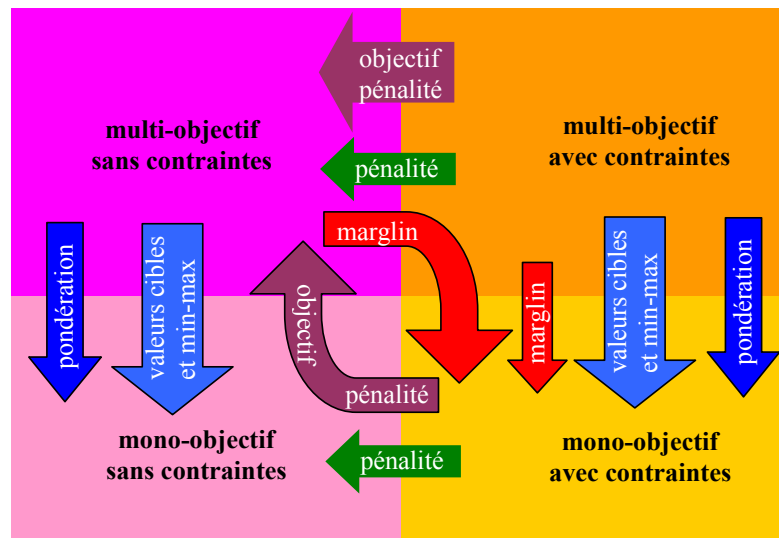 objectif
pénalité
multi-objectif
sans contraintes
multi-objectif
avec contraintes
pénalité
marglin
pondération
valeurs cibles
et min-max
objectif
pénalité
marglin
valeurs cibles
et min-max
pondération
mono-objectif
sans contraintes
pénalité
mono-objectif
avec contraintes